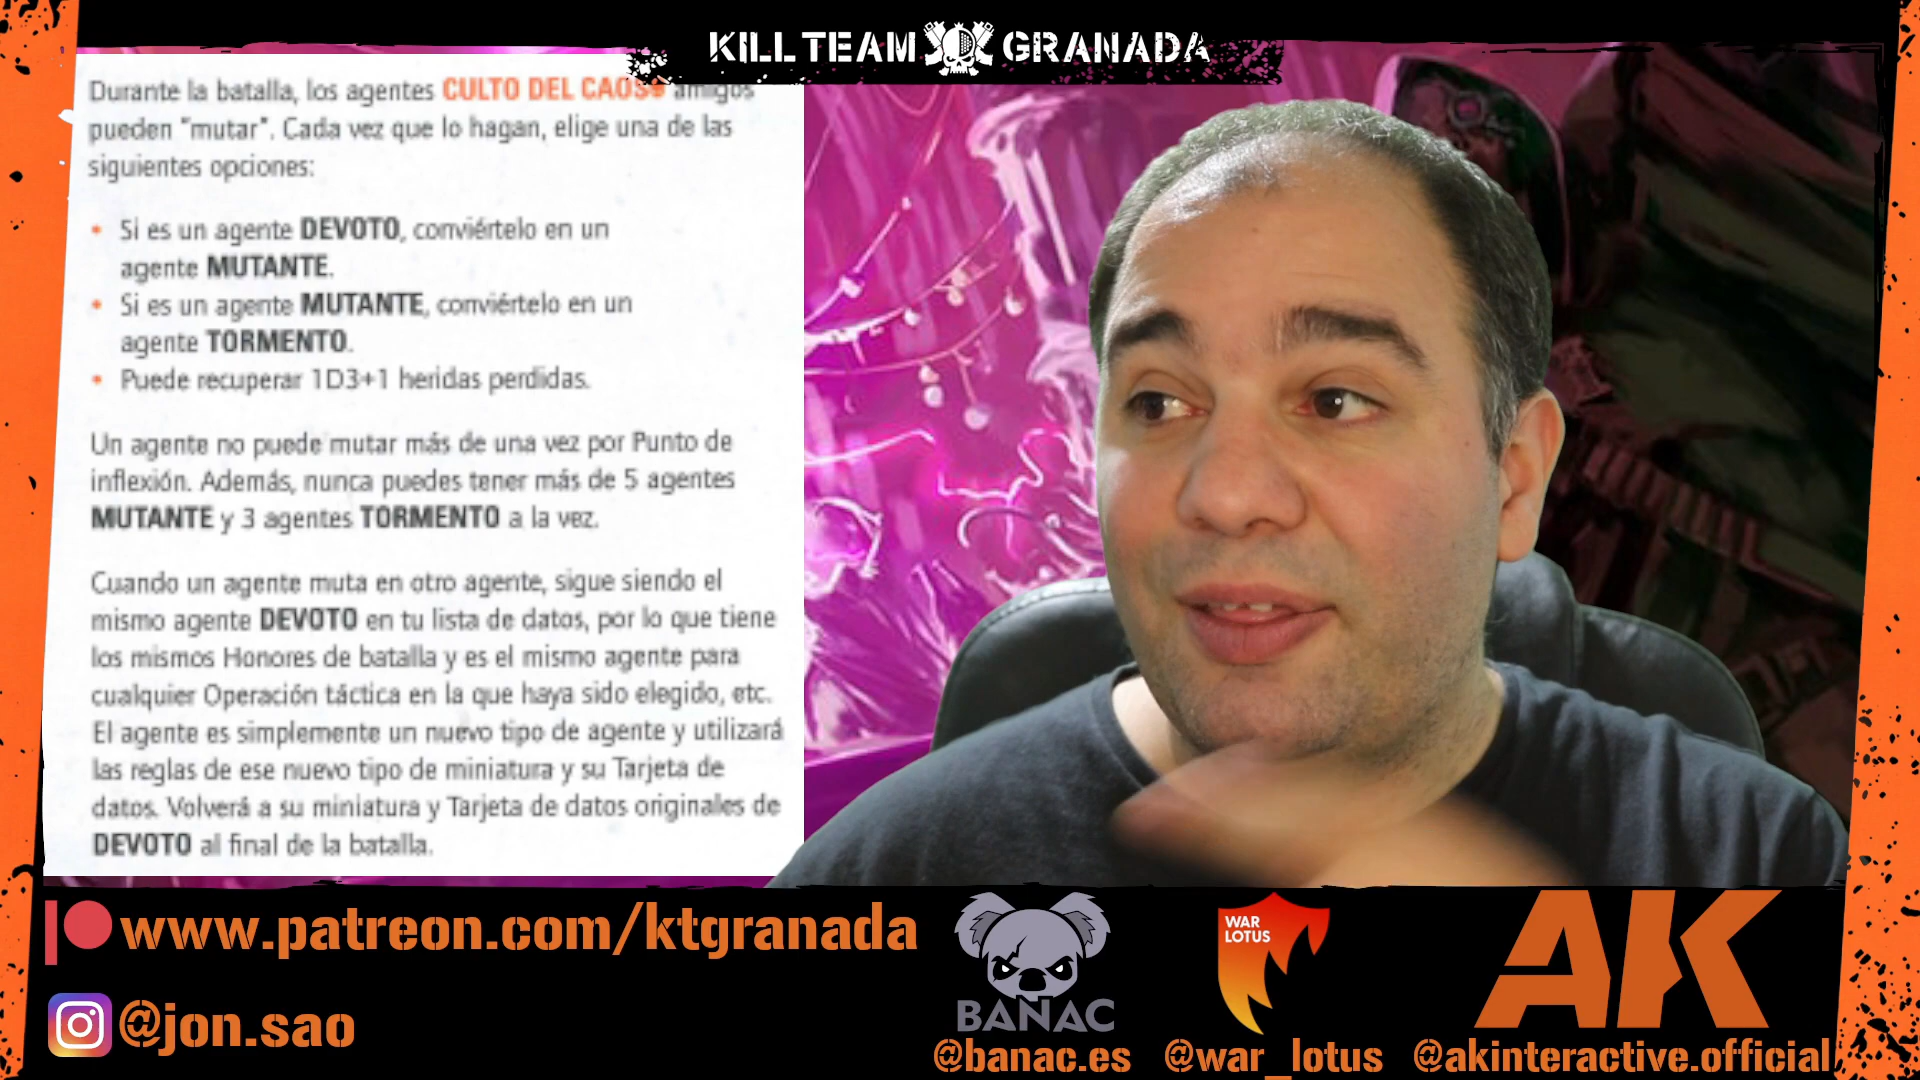 KILL TEAM GRANADA
Durante la batalla, los agentes CULTO DEL CAOS amigos
pueden "mutar". Cada vez que lo hagan, elige una de las
siguientes opciones:
• Si es un agente DEVOTO, conviértelo en un
agente MUTANTE.
• Si es un agente MUTANTE, conviértelo en un
agente TORMENTO.
• Puede recuperar 1D3+1 heridas perdidas.
Un agente no puede mutar más de una vez por Punto de
inflexión. Además, nunca puedes tener más de 5 agentes
MUTANTE y 3 agentes TORMENTO a la vez.
Cuando un agente muta en otro agente, sigue siendo el
mismo agente DEVOTO en tu lista de datos, por lo que tiene
los mismos Honores de batalla y es el mismo agente para
cualquier Operación táctica en la que haya sido elegido, etc.
El agente es simplemente un nuevo tipo de agente y utilizará
las reglas de ese nuevo tipo de miniatura y su Tarjeta de
datos. Volverá a su miniatura y Tarjeta de datos originales de
DEVOTO al final de la batalla.
www.patreon.com/ktgranada
@jon.sao
BANAC
@banac.es
WAR
LOTUS
@war_lotus
AK
@akinteractive.official